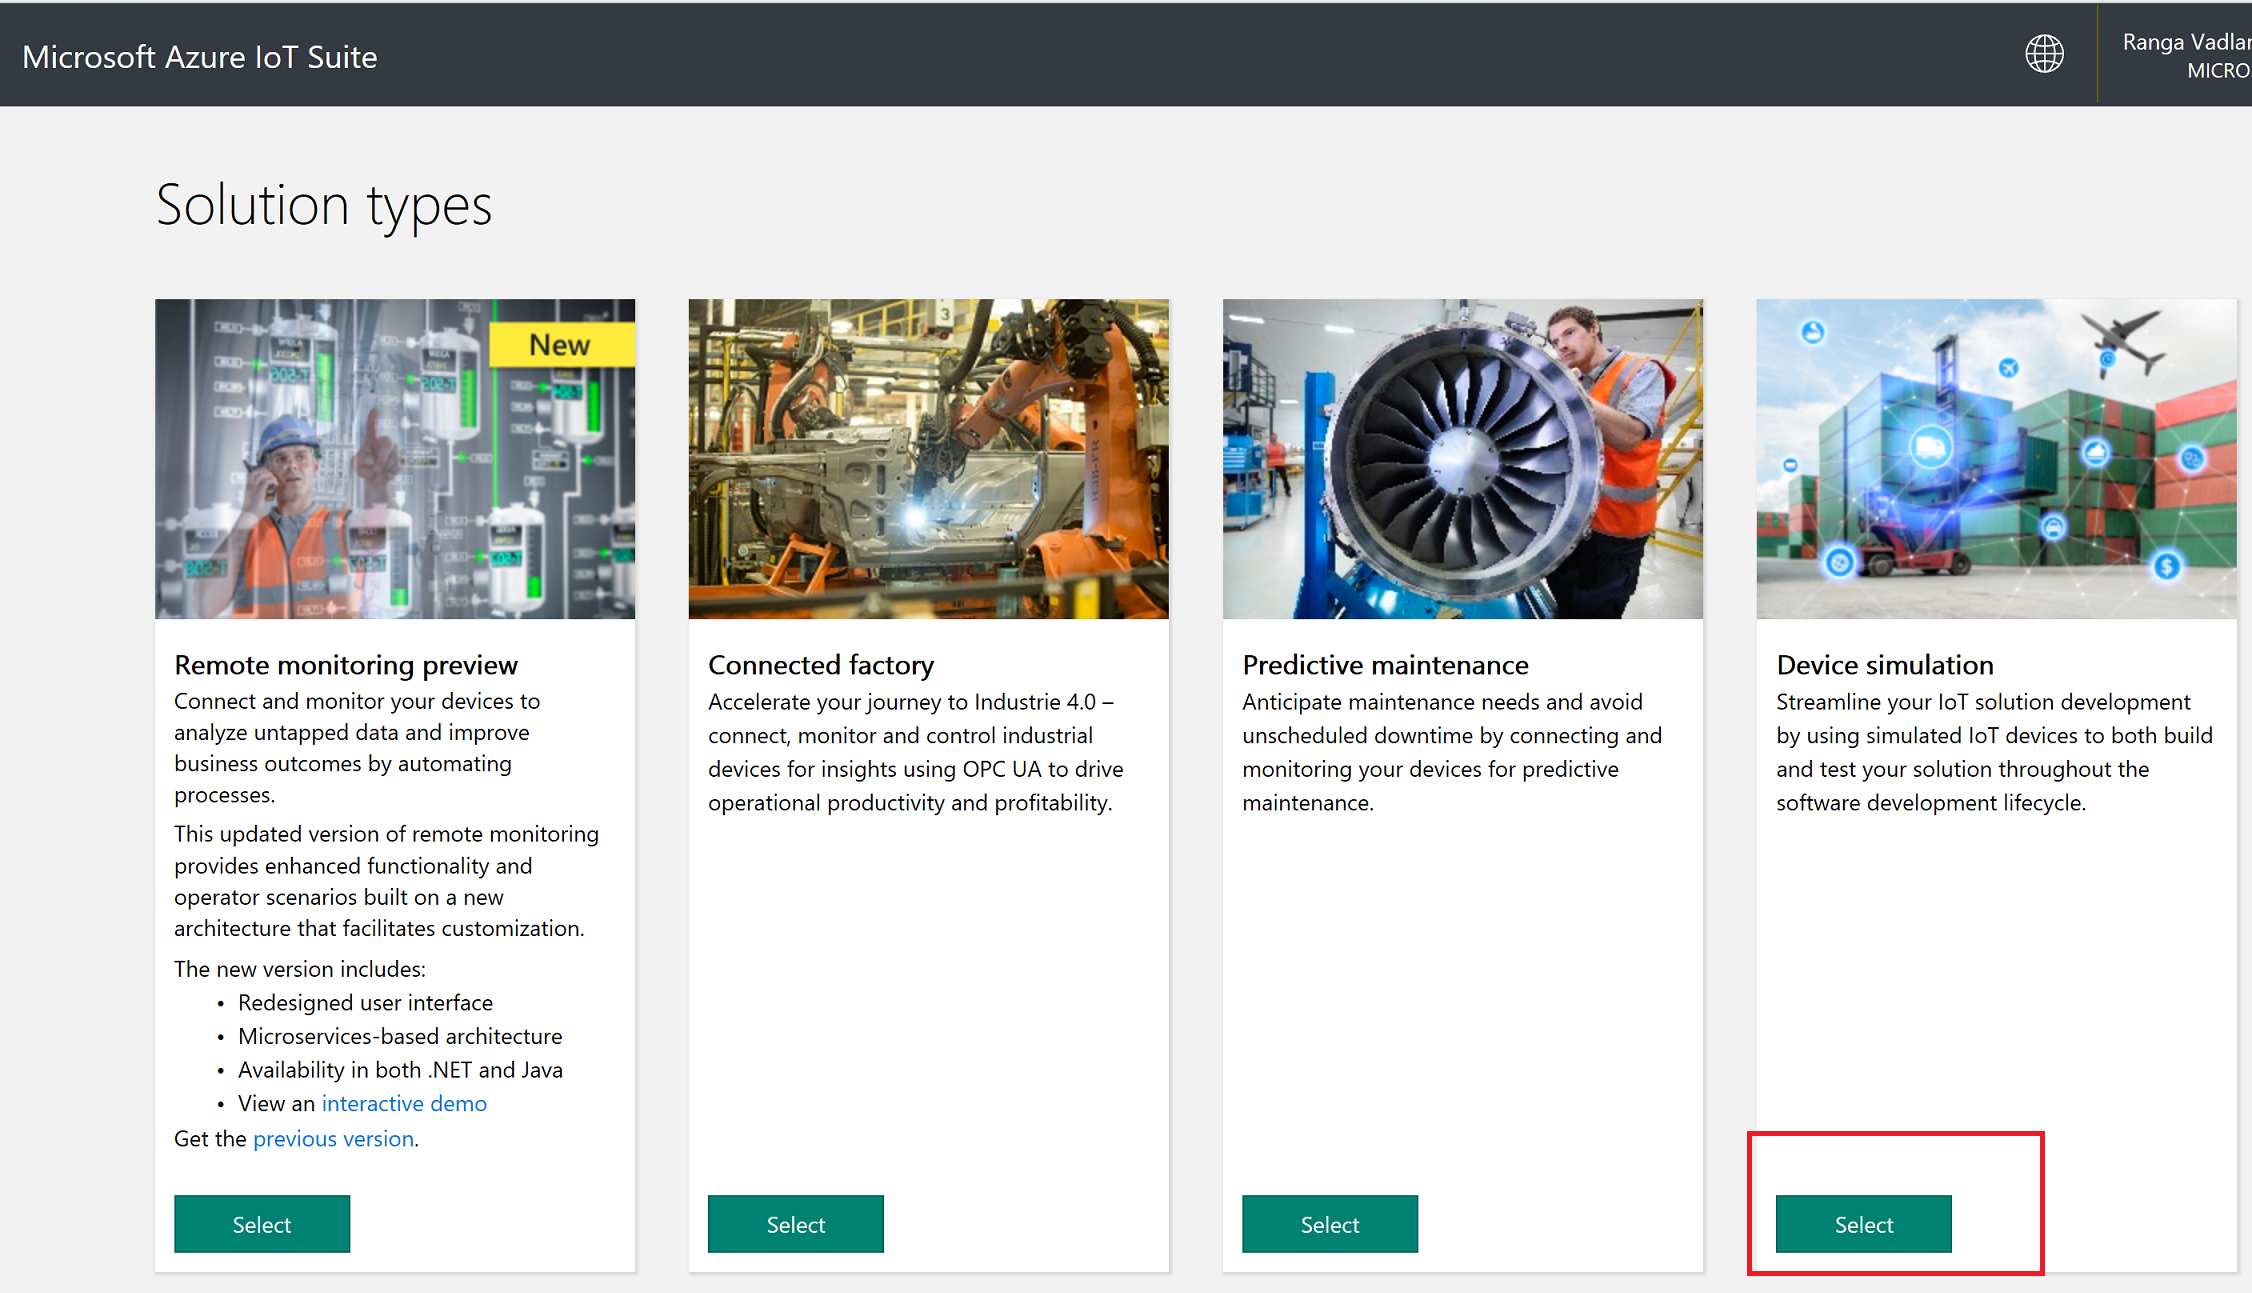 Microsoft Azure IoT Suite
Ranga
MICRO
Solution types
New
3
Remote monitoring preview
Connect and monitor your devices to
analyze untapped data and improve
business outcomes by automating
processes.
This updated version of remote monitoring
provides enhanced functionality and
operator scenarios built on a new
architecture that facilitates customization.
The new version includes:
• Redesigned user interface
• Microservices-based architecture
• Availability in both .NET and Java
• View an interactive demo
Get the previous version.
Select
Connected factory
Accelerate your journey to Industrie 4.0 –
connect, monitor and control industrial
devices for insights using OPC UA to drive
operational productivity and profitability.
Select
Predictive maintenance
Anticipate maintenance needs and avoid
unscheduled downtime by connecting and
monitoring your devices for predictive
maintenance.
Select
Device simulation
Streamline your IoT solution development
by using simulated IoT devices to both build
and test your solution throughout the
software development lifecycle.
Select